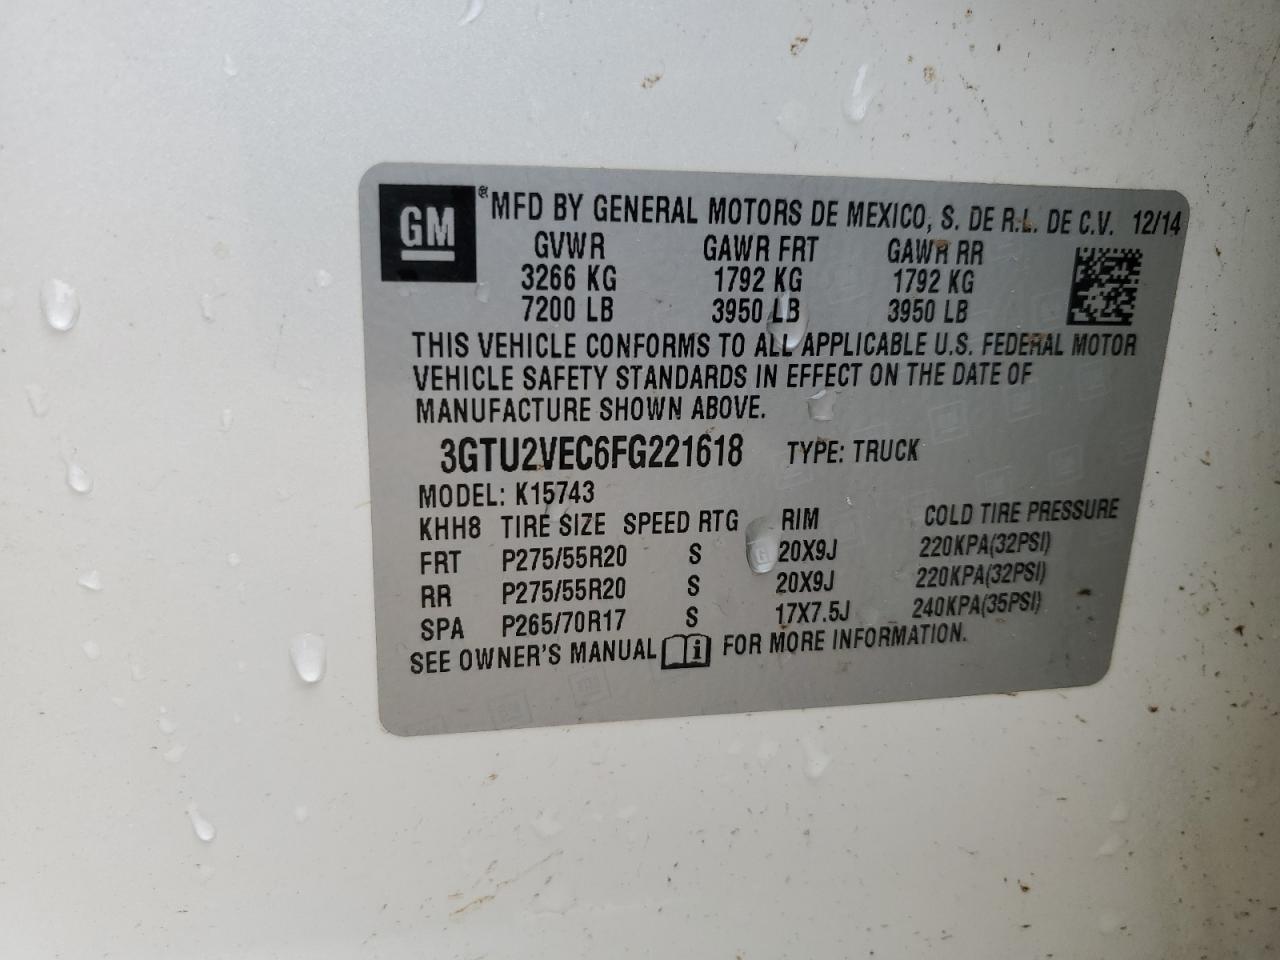 GM ® MFD BY GENERAL MOTORS DE MEXICO, S. DE R.L. DE C.V. 12/14
GVWR GAWR FRT GAWR RR
3266 KG 1792 KG 1792 KG
7200 LB 3950 LB 3950 LB
THIS VEHICLE CONFORMS TO ALL APPLICABLE U.S. FEDERAL MOTOR
VEHICLE SAFETY STANDARDS IN EFFECT ON THE DATE OF
MANUFACTURE SHOWN ABOVE.
3GTU2VEC6FG221618 TYPE: TRUCK
MODEL: K15743
KHH8 TIRE SIZE SPEED RTG RIM COLD TIRE PRESSURE
FRT P275/55R20 S 20X9J 220KPA(32PSI)
RR P275/55R20 S 20X9J 220KPA(32PSI)
SPA P265/70R17 S 17X7.5J 240KPA(35PSI)
SEE OWNER'S MANUAL i FOR MORE INFORMATION.